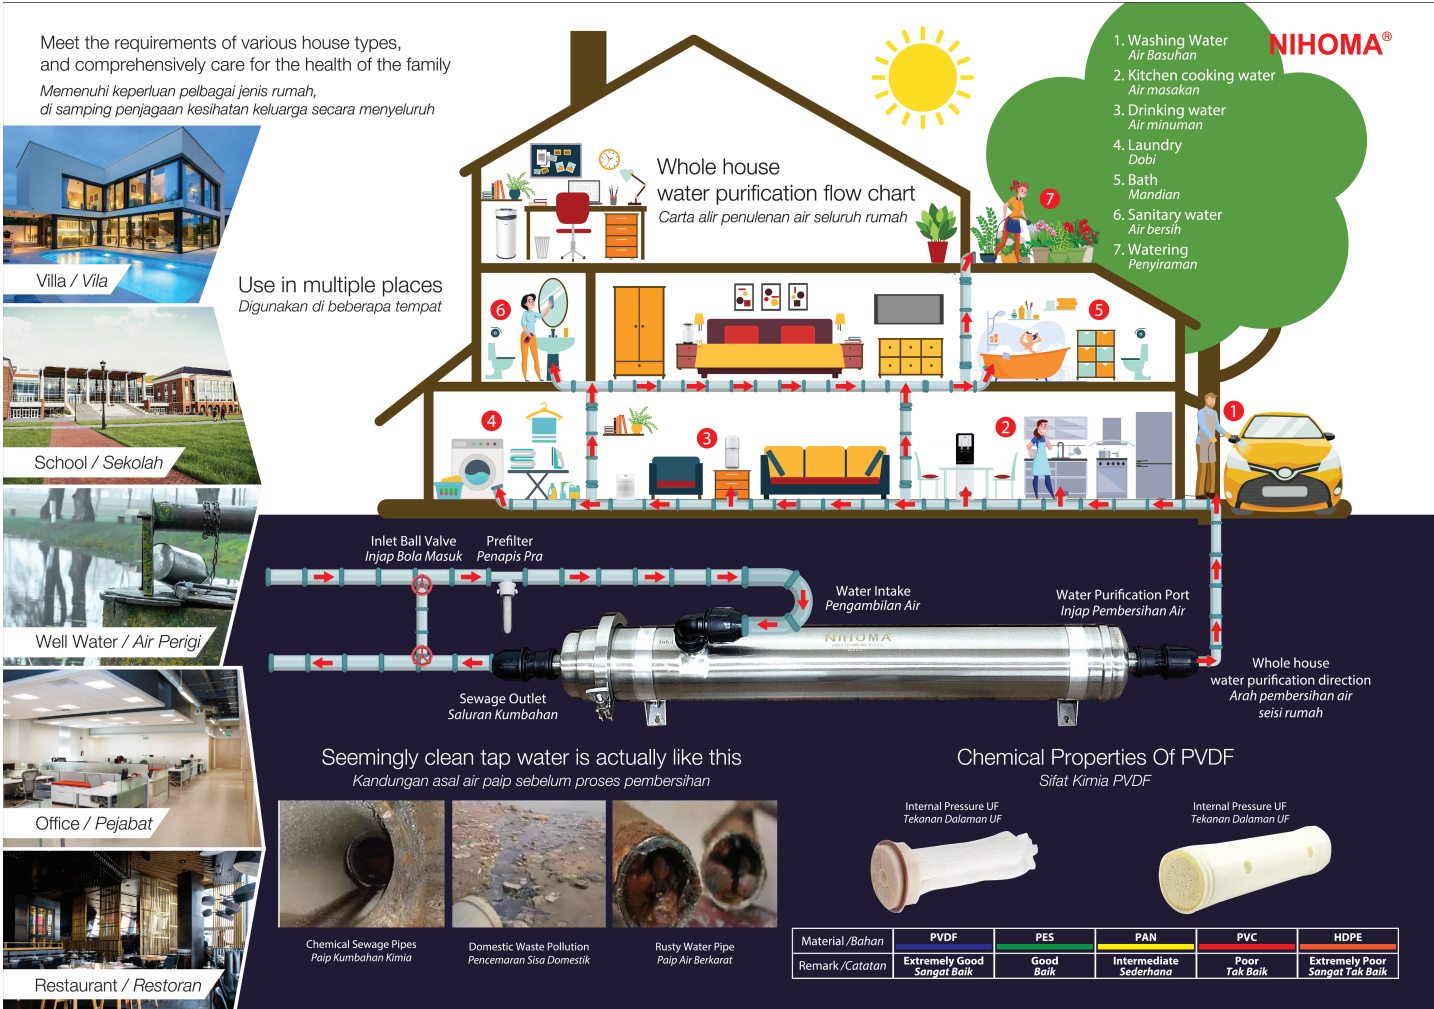 Meet the requirements of various house types,
and comprehensively care for the health of the family
Memenuhi keperluan pelbagai jenis rumah,
di samping penjagaan kesihatan keluarga secara menyeluruh
NIHOMA®
1. Washing Water
Air Basuhan
2. Kitchen cooking water
Air masakan
3. Drinking water
Air minuman
4. Laundry
Dobi
5. Bath
Mandian
6. Sanitary water
Air bersih
7. Watering
Penyiraman
Whole house
water purification flow chart
Carta alir penulenan air seluruh rumah
7
Villa / Vila
Use in multiple places
Digunakan di beberapa tempat
6
5
4
3
2
1
School / Sekolah
Well Water / Air Perigi
Office / Pejabat
Restaurant / Restoran
Inlet Ball Valve
Injap Bola Masuk
Prefilter
Penapis Pra
Water Intake
Pengambilan Air
Water Purification Port
Injap Pembersihan Air
Inlet
NIHOMA
Sewage Outlet
Saluran Kumbahan
Whole house
water purification direction
Arah pembersihan air
seisi rumah
Seemingly clean tap water is actually like this
Kandungan asal air paip sebelum proses pembersihan
Chemical Sewage Pipes
Paip Kumbahan Kimia
Domestic Waste Pollution
Pencemaran Sisa Domestik
Rusty Water Pipe
Paip Air Berkarat
Chemical Properties Of PVDF
Sifat Kimia PVDF
Internal Pressure UF
Tekanan Dalaman UF
Internal Pressure UF
Tekanan Dalaman UF
Material /Bahan PVDF PES PAN PVC HDPE
Remark /Catatan Extremely Good Good Intermediate Poor Extremely Poor
Sangat Baik Baik Sederhana Tak Baik Sangat Tak Baik